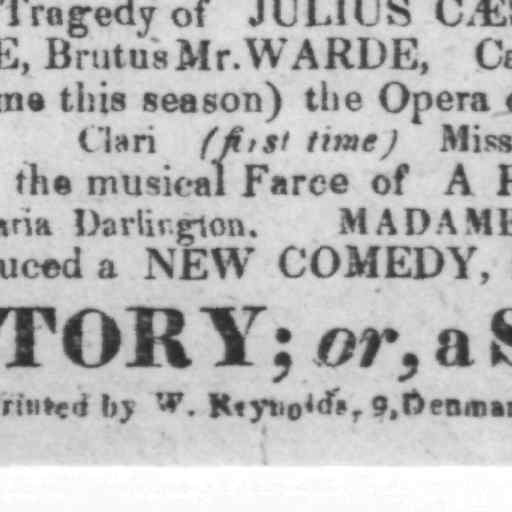 Tragedy of JULIUS CÆS
E, Brutus Mr. WARDE, Ca
me this season) the Opera
Clari (first time) Miss
the musical Farce of A R
aria Darlington. MADAME
uced a NEW COMEDY,
TORY; or, a S
rinted by W. Reynolds, 9, Denmar